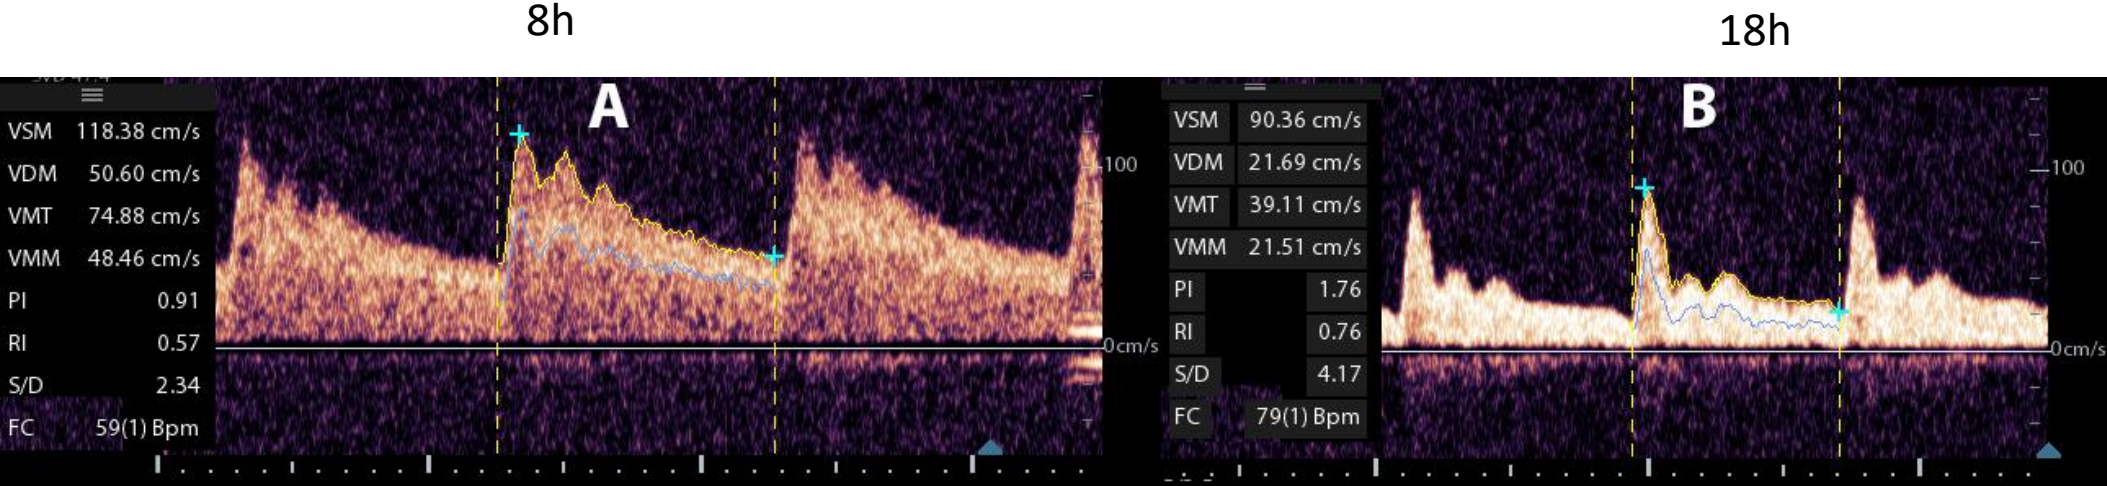 8h
18h
A
VSM 118.38 cm/s
VDM 50.60 cm/s
VMT 74.88 cm/s
VMM 48.46 cm/s
PI 0.91
RI 0.57
S/D 2.34
FC 59(1) Bpm
100
0cm/s
B
VSM 90.36 cm/s
VDM 21.69 cm/s
VMT 39.11 cm/s
VMM 21.51 cm/s
PI 1.76
RI 0.76
S/D 4.17
FC 79(1) Bpm
100
0cm/s